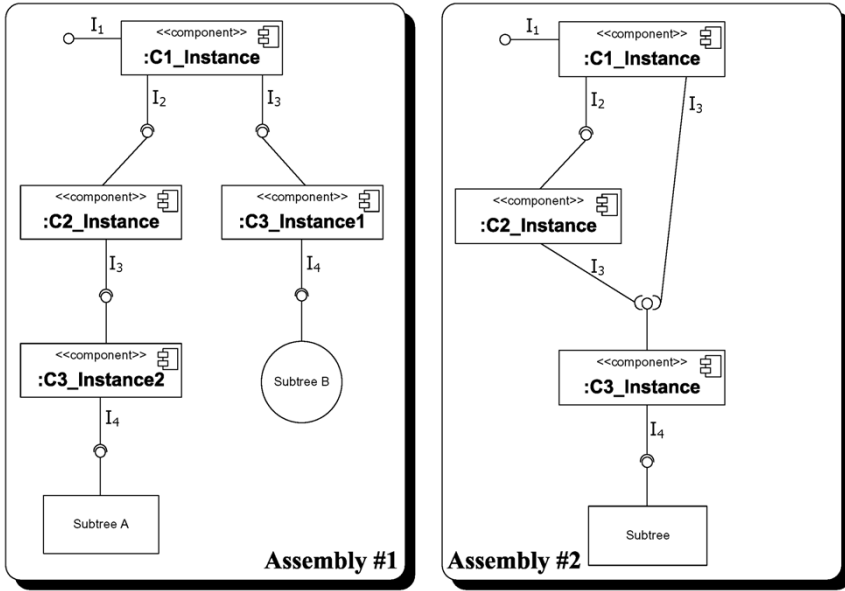 I₁
<<component>>
:C1_Instance
I₂
I₃
<<component>>
:C2_Instance
<<component>>
:C3_Instance1
I₃
I₄
<<component>>
:C3_Instance2
Subtree B
I₄
Subtree A
Assembly #1
I₁
<<component>>
:C1_Instance
I₂
I₃
<<component>>
:C2_Instance
I₃
<<component>>
:C3_Instance
I₄
Subtree
Assembly #2